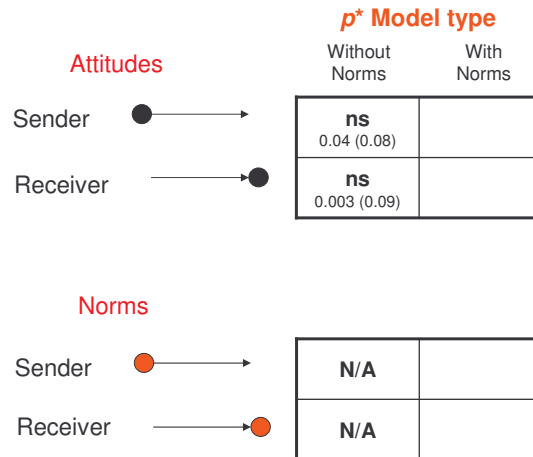 p* Model type
Without With
Norms Norms
Attitudes
Sender ns
0.04 (0.08)
Receiver ns
0.003 (0.09)
Norms
Sender N/A
Receiver N/A